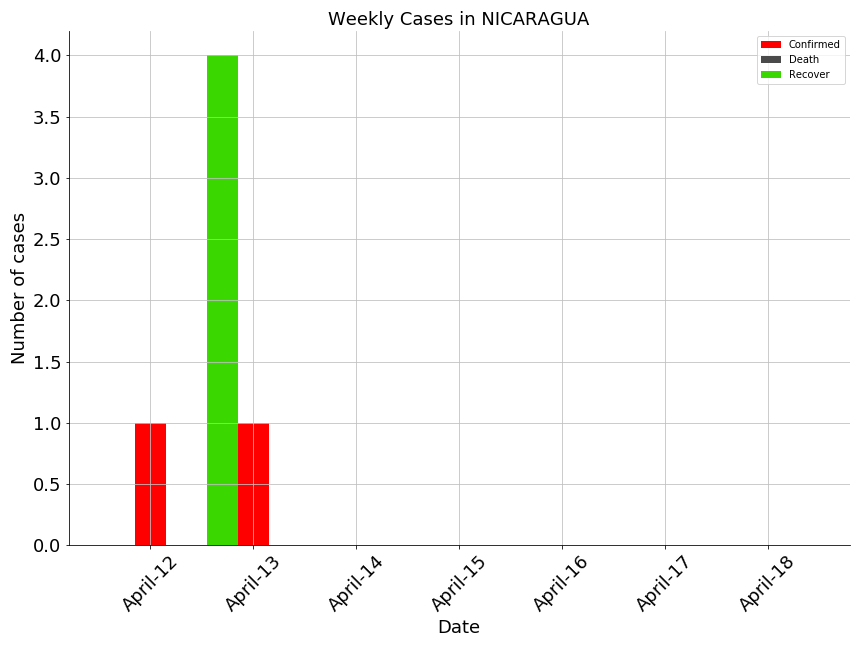 Weekly Cases in NICARAGUA
Confirmed
Death
Recover
Number of cases
4.0
3.5
3.0
2.5
2.0
1.5
1.0
0.5
0.0
April-12
April-13
April-14
April-15
April-16
April-17
April-18
Date